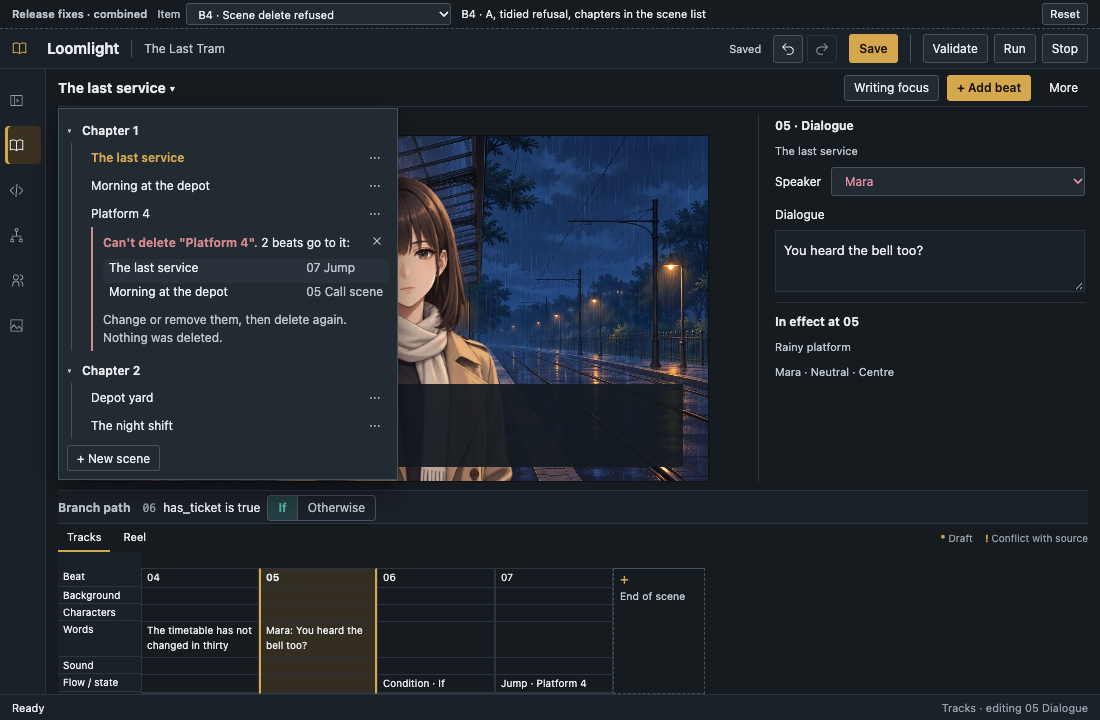 Release fixes · combined Item B4 · Scene delete refused B4 · A, tidied refusal, chapters in the scene list Reset
Loomlight The Last Tram Saved Save Validate Run Stop
The last service ▾ Writing focus + Add beat More
▾ Chapter 1
The last service ···
Morning at the depot ···
Platform 4 ···
Can't delete "Platform 4". 2 beats go to it: ×
The last service 07 Jump
Morning at the depot 05 Call scene
Change or remove them, then delete again.
Nothing was deleted.
▾ Chapter 2
Depot yard ···
The night shift ···
+ New scene
05 · Dialogue
The last service
Speaker Mara
Dialogue
You heard the bell too?
In effect at 05
Rainy platform
Mara · Neutral · Centre
Branch path 06 has_ticket is true If Otherwise
Tracks Reel * Draft ! Conflict with source
Beat 04 05 06 07 +
End of scene
Background
Characters
Words The timetable has not Mara: You heard the
changed in thirty bell too?
Sound
Flow / state Condition · If Jump · Platform 4
Ready Tracks · editing 05 Dialogue